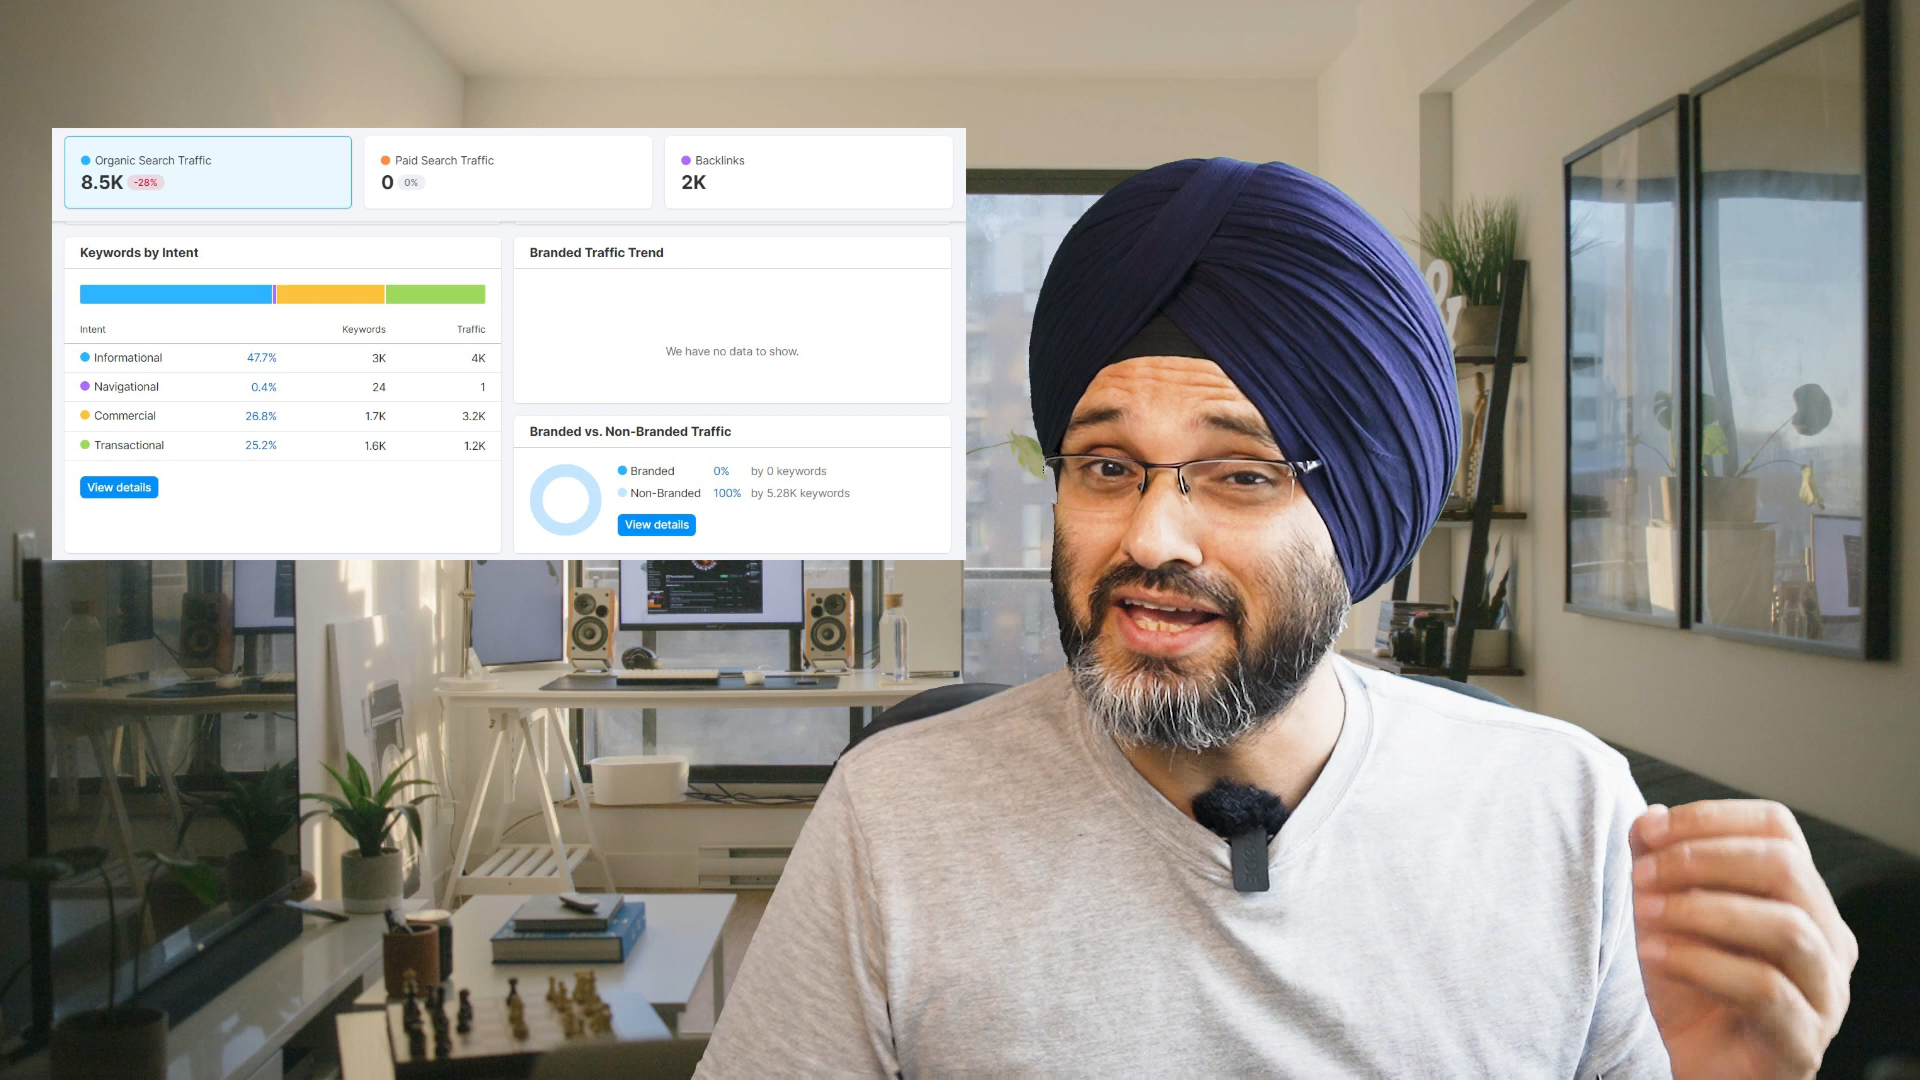 Organic Search Traffic
8.5K -28%
Paid Search Traffic
0 0%
Backlinks
2K
Keywords by Intent
Intent Keywords Traffic
Informational 47.7% 3K 4K
Navigational 0.4% 24 1
Commercial 26.8% 1.7K 3.2K
Transactional 25.2% 1.6K 1.2K
View details
Branded Traffic Trend
We have no data to show.
Branded vs. Non-Branded Traffic
Branded 0% by 0 keywords
Non-Branded 100% by 5.28K keywords
View details
&